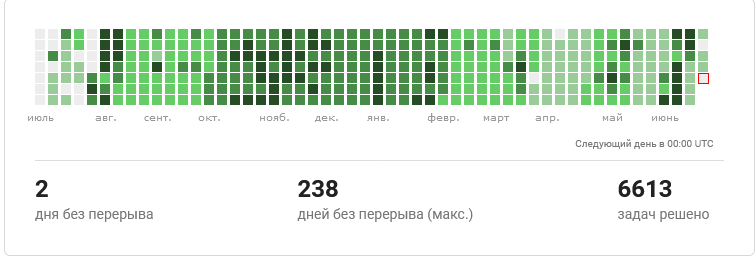 июль авг. сент. окт. нояб. дек. янв. февр. март апр. май июнь
Следующий день в 00:00 UTC
2 238 6613
дня без перерыва дней без перерыва (макс.) задач решено